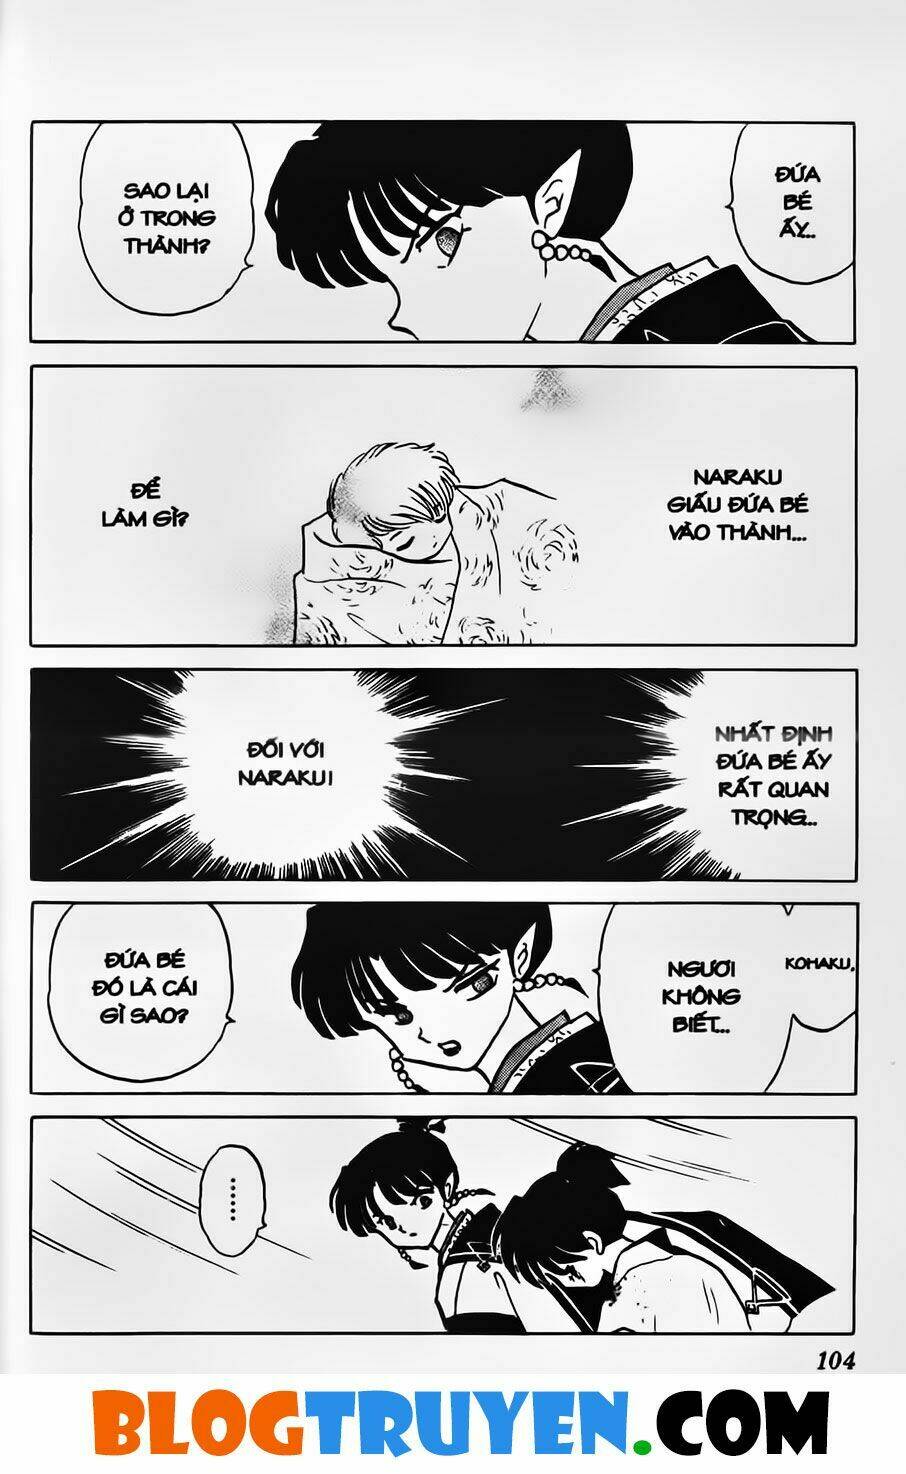 ĐỨA
BÉ
ẤY...
SAO LẠI
Ở TRONG
THÀNH?
NARAKU
GIẤU ĐỨA BÉ
VÀO THÀNH...
ĐỂ
LÀM GÌ?
NHẤT ĐỊNH
ĐỨA BÉ ẤY
RẤT QUAN
TRỌNG...
ĐỐI VỚI
NARAKU!
KOHAKU,
NGƯƠI
KHÔNG
BIẾT...
ĐỨA BÉ
ĐÓ LÀ CÁI
GÌ SAO?
......
104
BLOGTRUYEN.COM